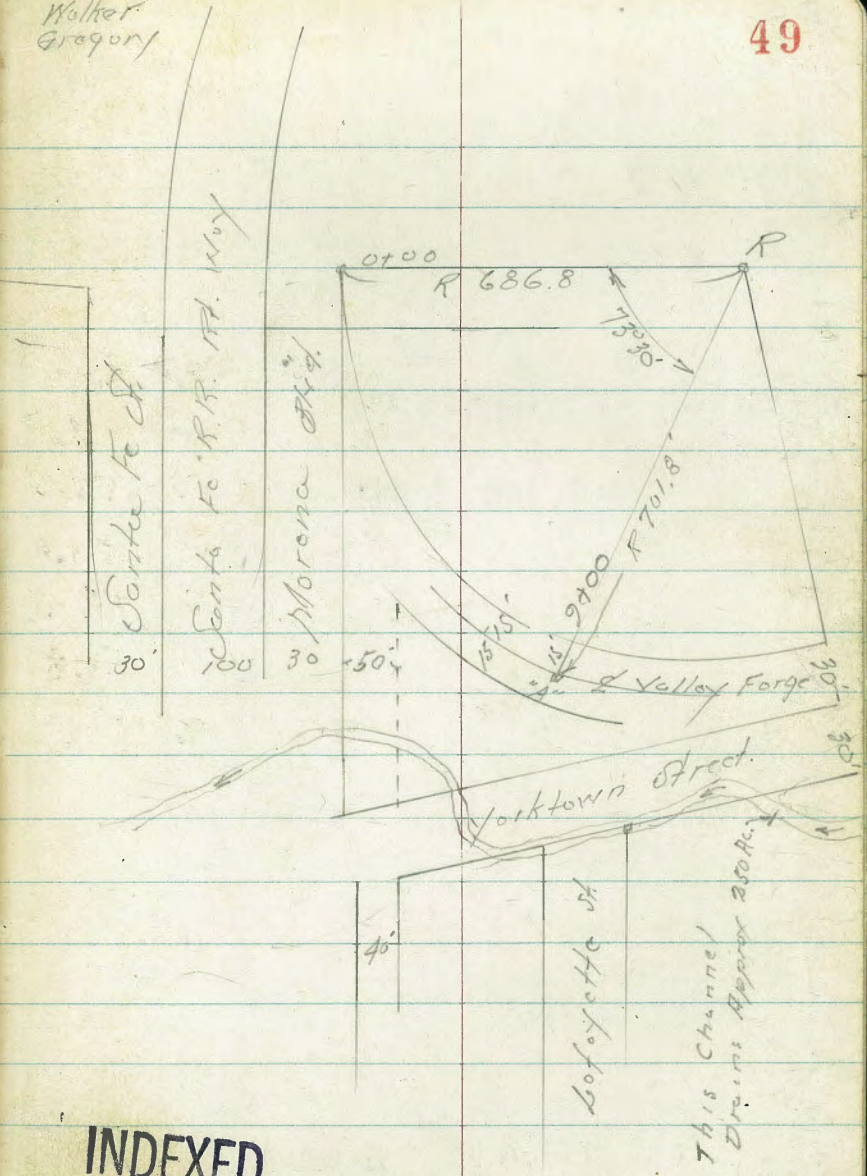 Walker
Gregory
49
0+00
R
R 686.8
73°30'
Santa Fe St.
Santa Fe R.R. Rt. Way
Morena Blvd.
R 701.8'
9+00
15' 15'
15'
30'
100
30
50'
"A"
℄ Valley Forge
30'
30'
Yorktown Street.
40'
Lafayette St.
This Channel
Drains Approx 250 Ac.
INDEXED